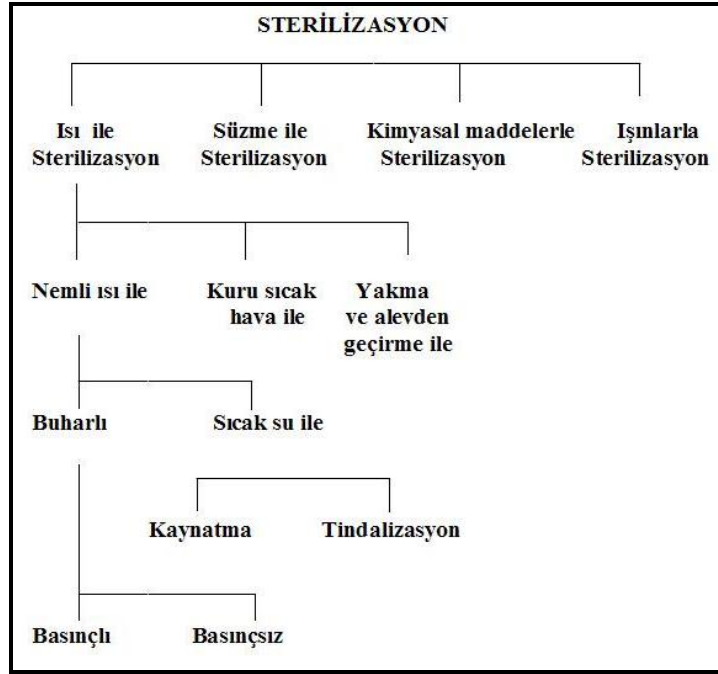 STERİLİZASYON
Isı ile
Sterilizasyon
Süzme ile
Sterilizasyon
Kimyasal maddelerle
Sterilizasyon
Işınlarla
Sterilizasyon
Nemli ısı ile
Kuru sıcak
hava ile
Yakma
ve alevden
geçirme ile
Buharlı
Sıcak su ile
Kaynatma
Tindalizasyon
Basınçlı
Basınçsız